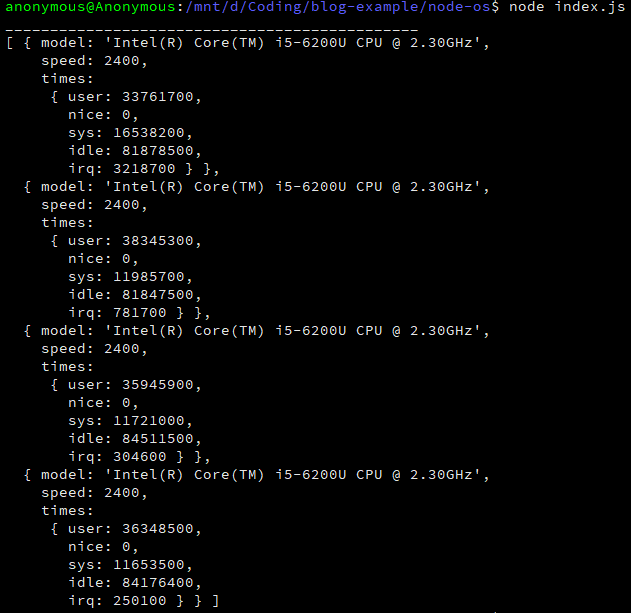 anonymous@Anonymous:/mnt/d/Coding/blog-example/node-os$ node index.js
______________________________________________
[ { model: 'Intel(R) Core(TM) i5-6200U CPU @ 2.30GHz',
    speed: 2400,
    times:
     { user: 33761700,
       nice: 0,
       sys: 16538200,
       idle: 81878500,
       irq: 3218700 } },
  { model: 'Intel(R) Core(TM) i5-6200U CPU @ 2.30GHz',
    speed: 2400,
    times:
     { user: 38345300,
       nice: 0,
       sys: 11985700,
       idle: 81847500,
       irq: 781700 } },
  { model: 'Intel(R) Core(TM) i5-6200U CPU @ 2.30GHz',
    speed: 2400,
    times:
     { user: 35945900,
       nice: 0,
       sys: 11721000,
       idle: 84511500,
       irq: 304600 } },
  { model: 'Intel(R) Core(TM) i5-6200U CPU @ 2.30GHz',
    speed: 2400,
    times:
     { user: 36348500,
       nice: 0,
       sys: 11653500,
       idle: 84176400,
       irq: 250100 } } ]